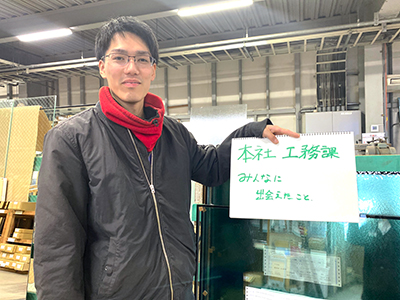 本社 工務課
みんなに
出会えたこと